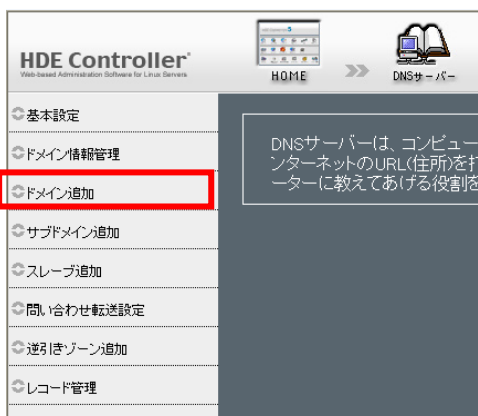 HDE Controller
Web-based Administration Software for Linux Servers
HOME
DNSサーバー
基本設定
ドメイン情報管理
ドメイン追加
サブドメイン追加
スレーブ追加
問い合わせ転送設定
逆引きゾーン追加
レコード管理
DNSサーバーは、コンピュー
ンターネットのURL(住所)を打
ーターに教えてあげる役割を